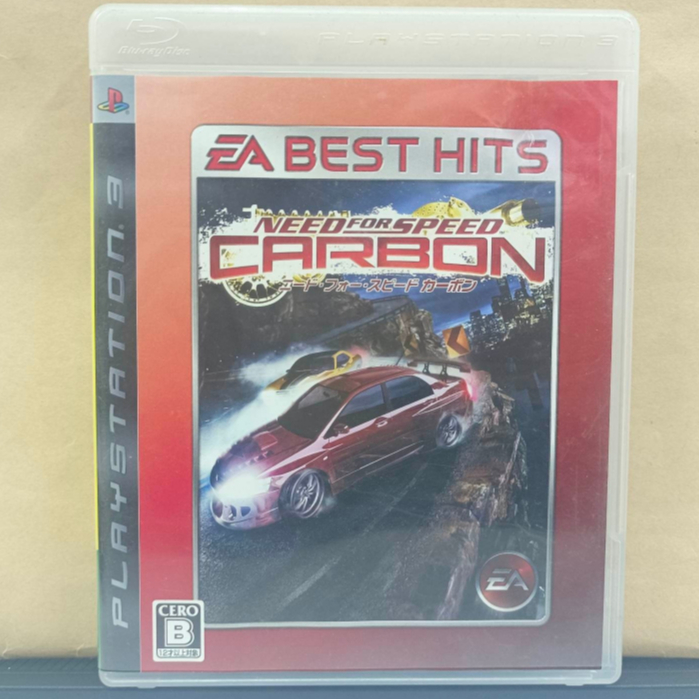 Blu-ray Disc
PLAYSTATION 3
PLAYSTATION 3
EA BEST HITS
NEED FOR SPEED
CARBON
ニード・フォー・スピード カーボン
EA
CERO
B
12才以上対象